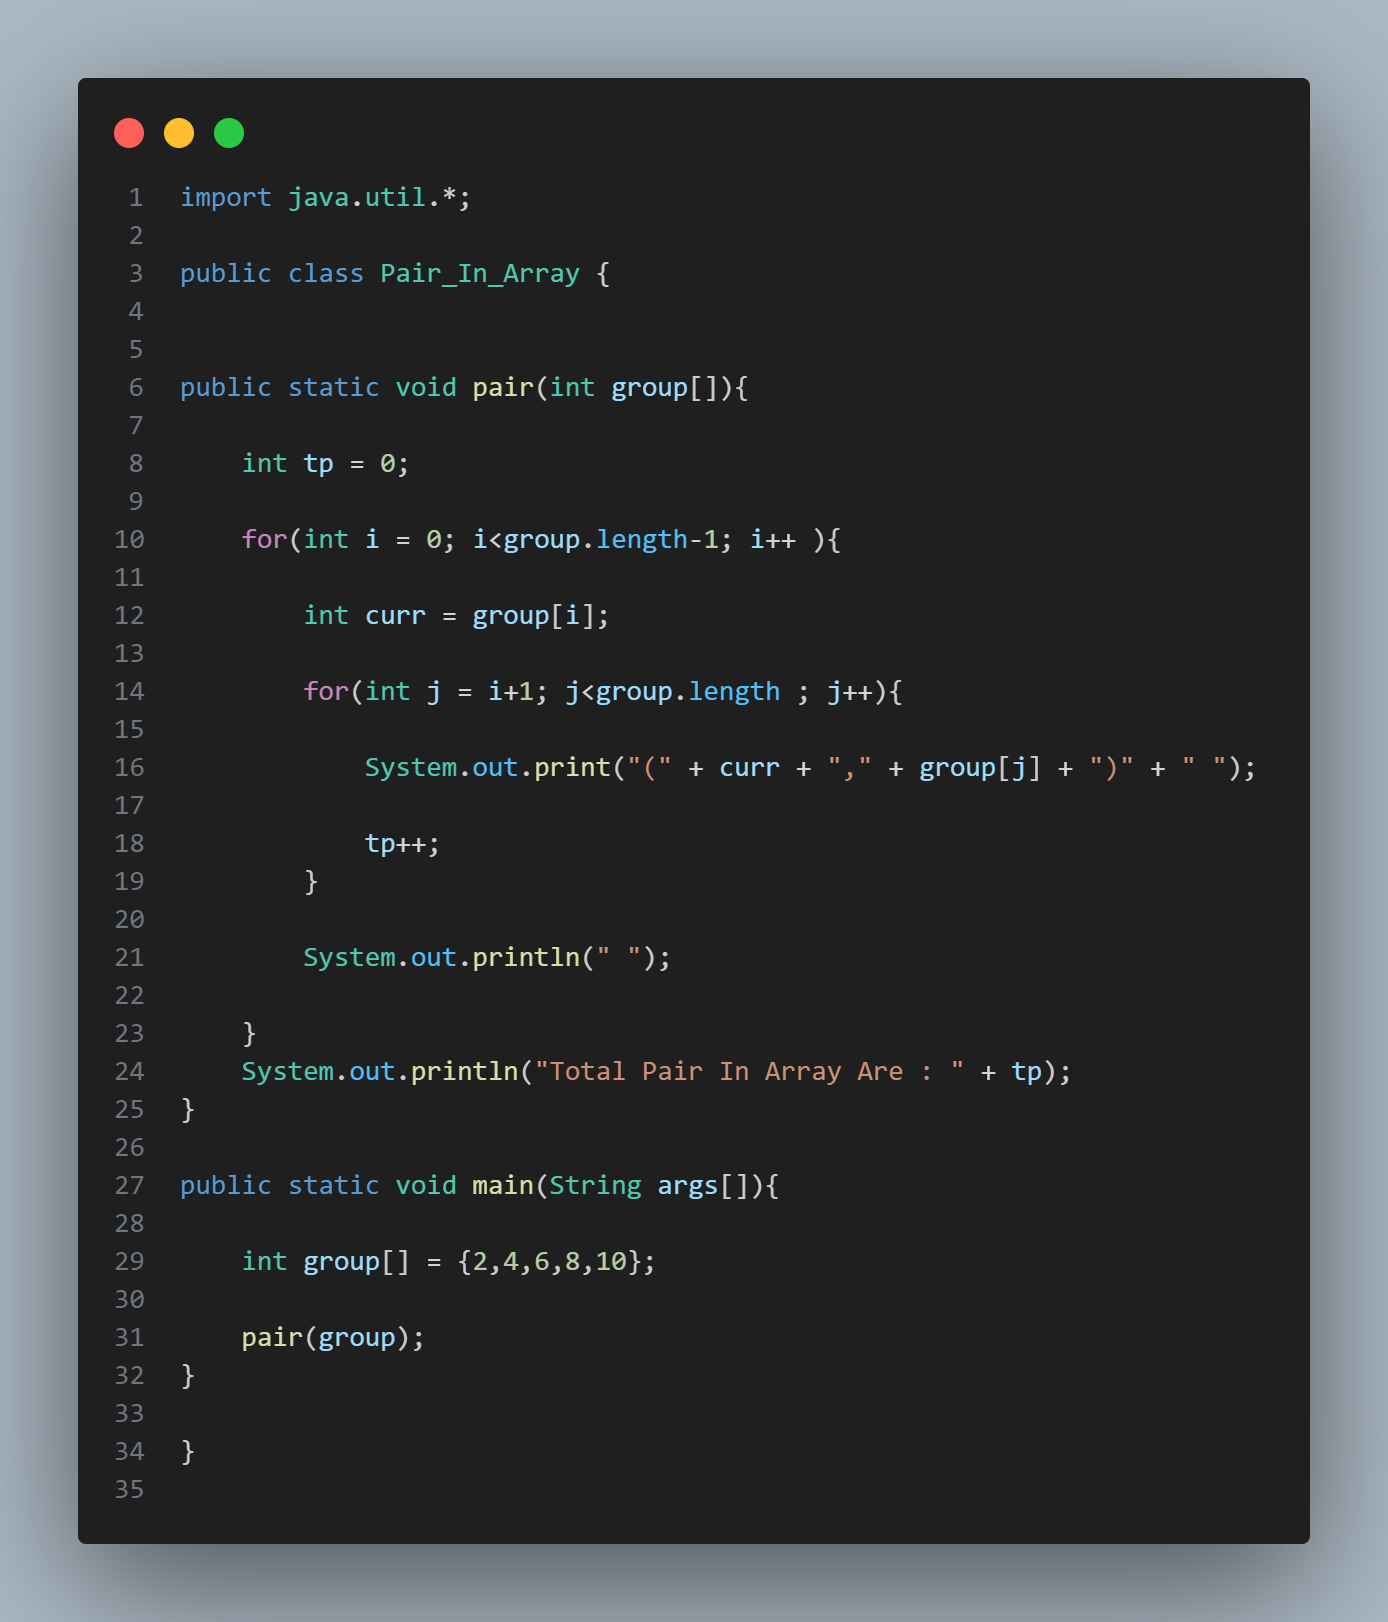 1 import java.util.*;
2
3 public class Pair_In_Array {
4
5
6 public static void pair(int group[]){
7
8     int tp = 0;
9
10     for(int i = 0; i<group.length-1; i++ ){
11
12         int curr = group[i];
13
14         for(int j = i+1; j<group.length ; j++){
15
16             System.out.print("(" + curr + "," + group[j] + ")" + " ");
17
18             tp++;
19         }
20
21         System.out.println(" ");
22
23     }
24     System.out.println("Total Pair In Array Are : " + tp);
25 }
26
27 public static void main(String args[]){
28
29     int group[] = {2,4,6,8,10};
30
31     pair(group);
32 }
33
34 }
35